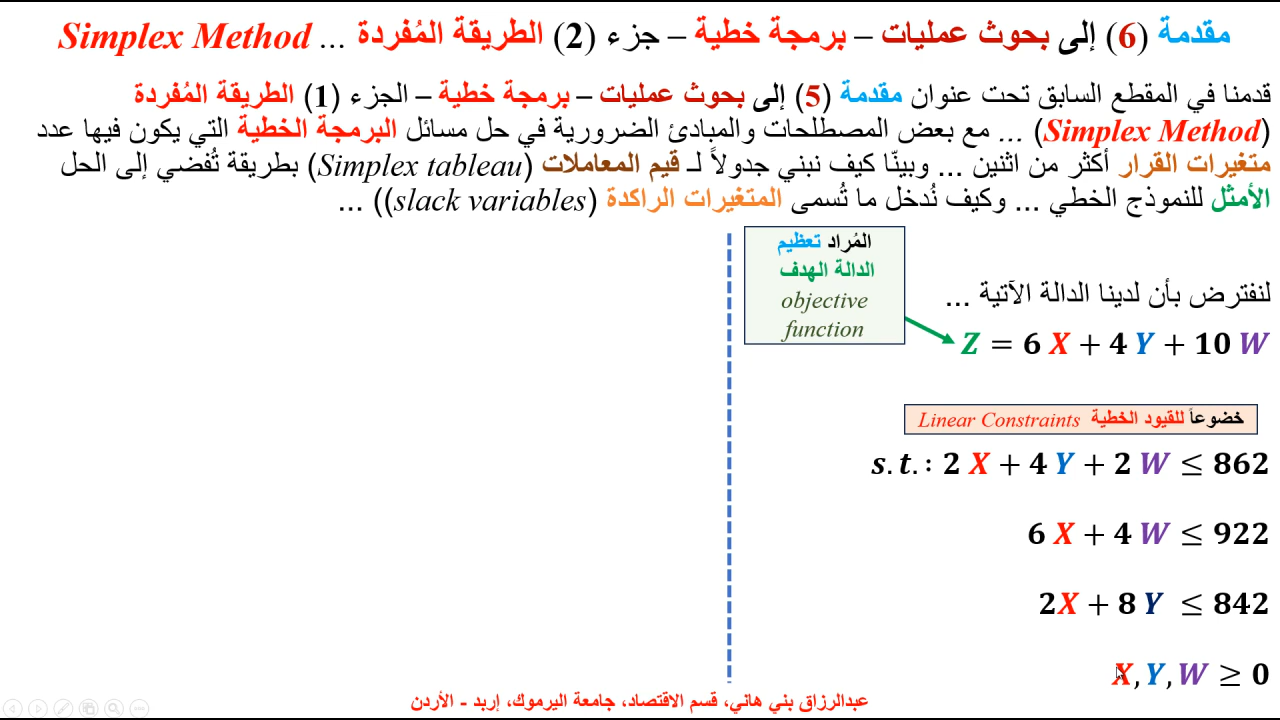 مقدمة (6) إلى بحوث عمليات – برمجة خطية – جزء (2) الطريقة المُفردة ... Simplex Method
قدمنا في المقطع السابق تحت عنوان مقدمة (5) إلى بحوث عمليات – برمجة خطية – الجزء (1) الطريقة المُفردة
(Simplex Method) ... مع بعض المصطلحات والمبادئ الضرورية في حل مسائل البرمجة الخطية التي يكون فيها عدد
متغيرات القرار أكثر من اثنين ... وبينّا كيف نبني جدولاً لـ قيم المعاملات (Simplex tableau) بطريقة تُفضي إلى الحل
الأمثل للنموذج الخطي ... وكيف نُدخل ما تُسمى المتغيرات الراكدة (slack variables)) ...
المُراد تعظيم
الدالة الهدف
objective
function
لنفترض بأن لدينا الدالة الآتية ...
Z = 6 X + 4 Y + 10 W
خضوعاً للقيود الخطية Linear Constraints
s.t.: 2 X + 4 Y + 2 W ≤ 862
6 X + 4 W ≤ 922
2X + 8 Y ≤ 842
X, Y, W ≥ 0
عبدالرزاق بني هاني، قسم الاقتصاد، جامعة اليرموك، إربد - الأردن